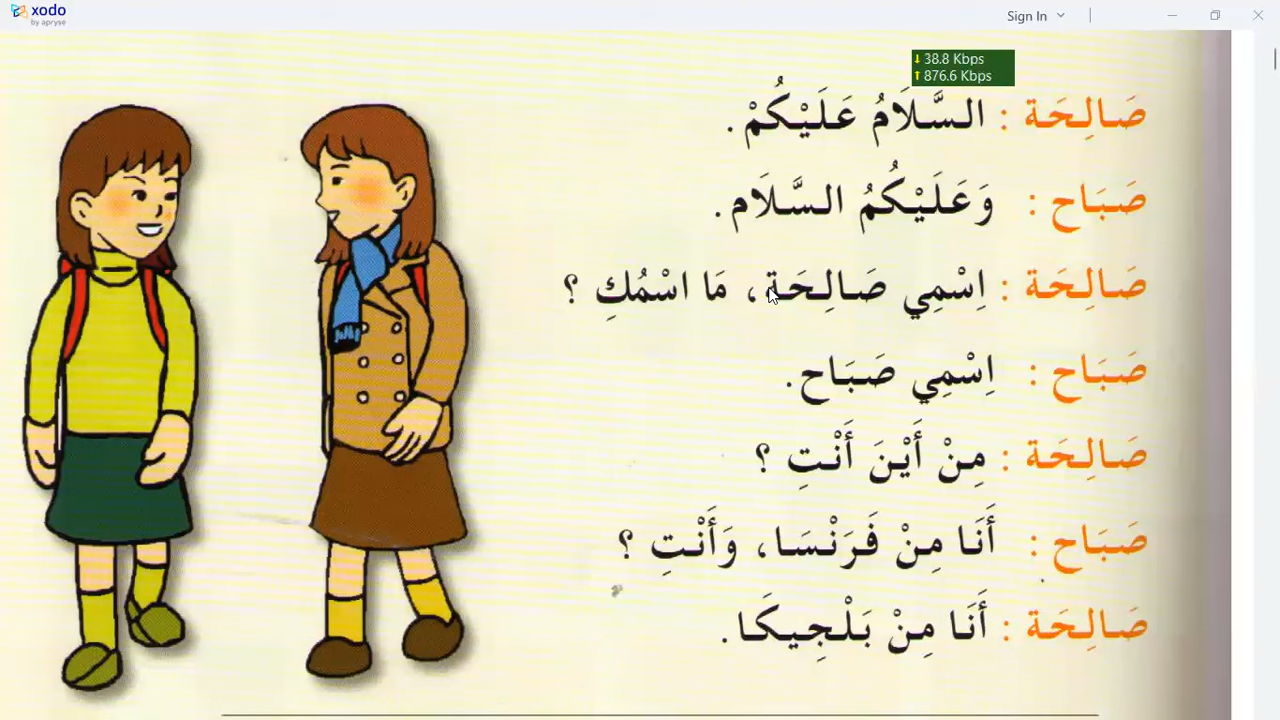 xodo
by apryse
Sign In
38.8 Kbps
876.6 Kbps
صَالِحَة : السَّلَامُ عَلَيْكُمْ .
صَبَاح : وَعَلَيْكُمُ السَّلَام .
صَالِحَة : اِسْمِي صَالِحَة، مَا اسْمُكِ ؟
صَبَاح : اِسْمِي صَبَاح.
صَالِحَة : مِنْ أَيْنَ أَنْتِ ؟
صَبَاح : أَنَا مِنْ فَرَنْسَا، وَأَنْتِ ؟
صَالِحَة : أَنَا مِنْ بَلْجِيكَا.